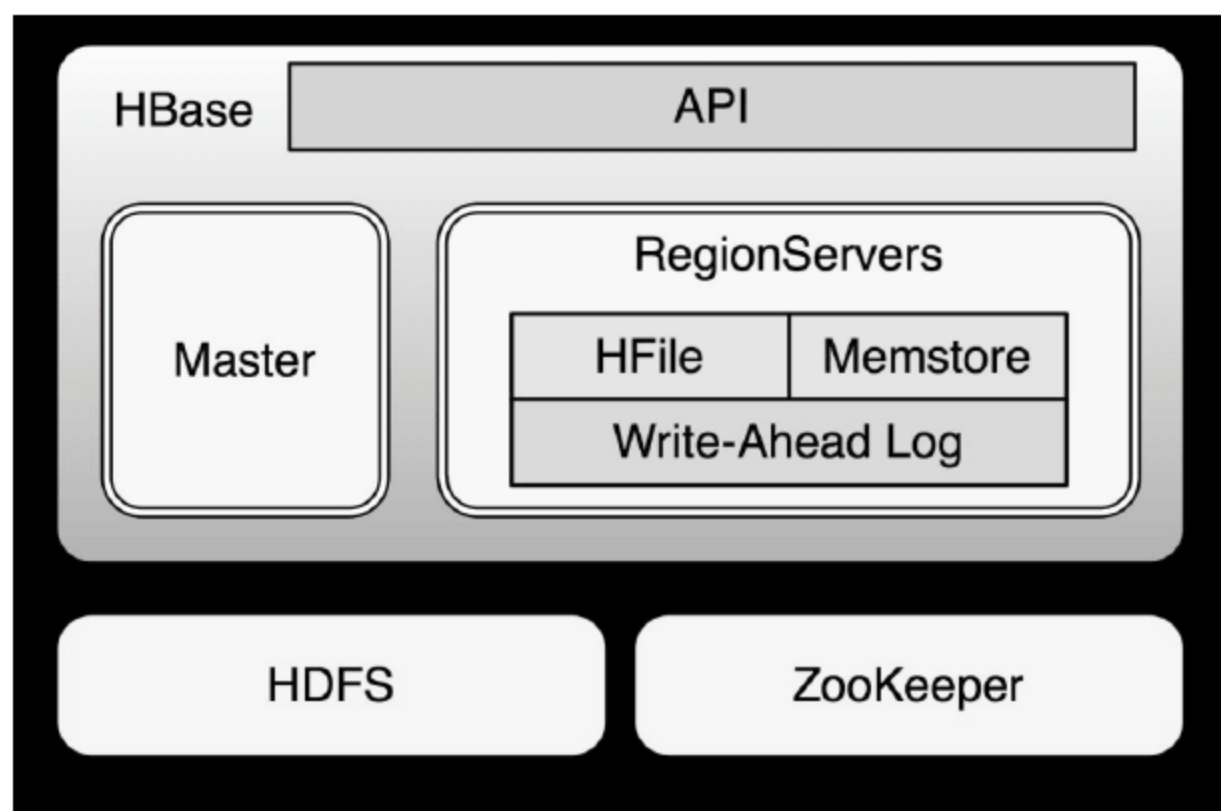 HBase
API
Master
RegionServers
HFile
Memstore
Write-Ahead Log
HDFS
ZooKeeper